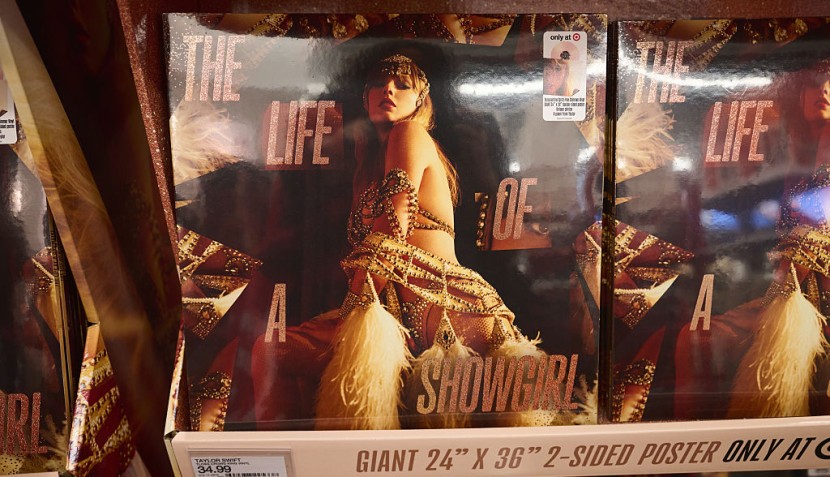 THE
LIFE
OF
A
SHOWGIRL
only at
THE
LIFE
A
IRL
TAYLOR SWIFT
34.99
GIANT 24” X 36” 2-SIDED POSTER ONLY AT